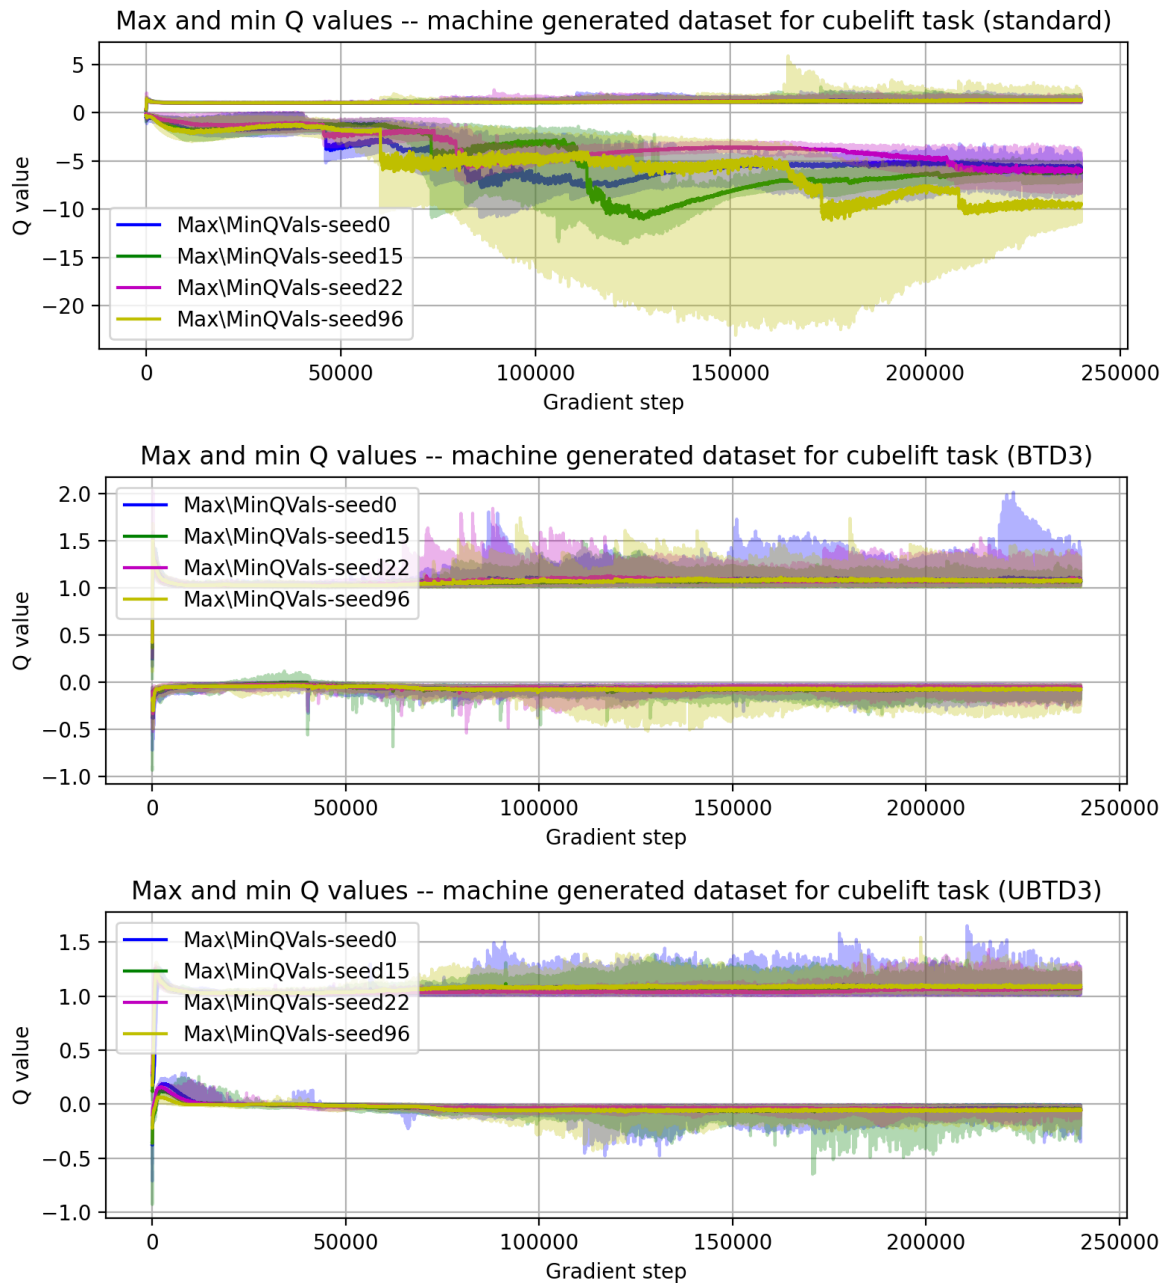 Max and min Q values -- machine generated dataset for cubelift task (standard)
5
0
−5
−10
−15
−20
Q value
Max\MinQVals-seed0
Max\MinQVals-seed15
Max\MinQVals-seed22
Max\MinQVals-seed96
0 50000 100000 150000 200000 250000
Gradient step
Max and min Q values -- machine generated dataset for cubelift task (BTD3)
2.0
1.5
1.0
0.5
0.0
−0.5
−1.0
Q value
Max\MinQVals-seed0
Max\MinQVals-seed15
Max\MinQVals-seed22
Max\MinQVals-seed96
0 50000 100000 150000 200000 250000
Gradient step
Max and min Q values -- machine generated dataset for cubelift task (UBTD3)
1.5
1.0
0.5
0.0
−0.5
−1.0
Q value
Max\MinQVals-seed0
Max\MinQVals-seed15
Max\MinQVals-seed22
Max\MinQVals-seed96
0 50000 100000 150000 200000 250000
Gradient step